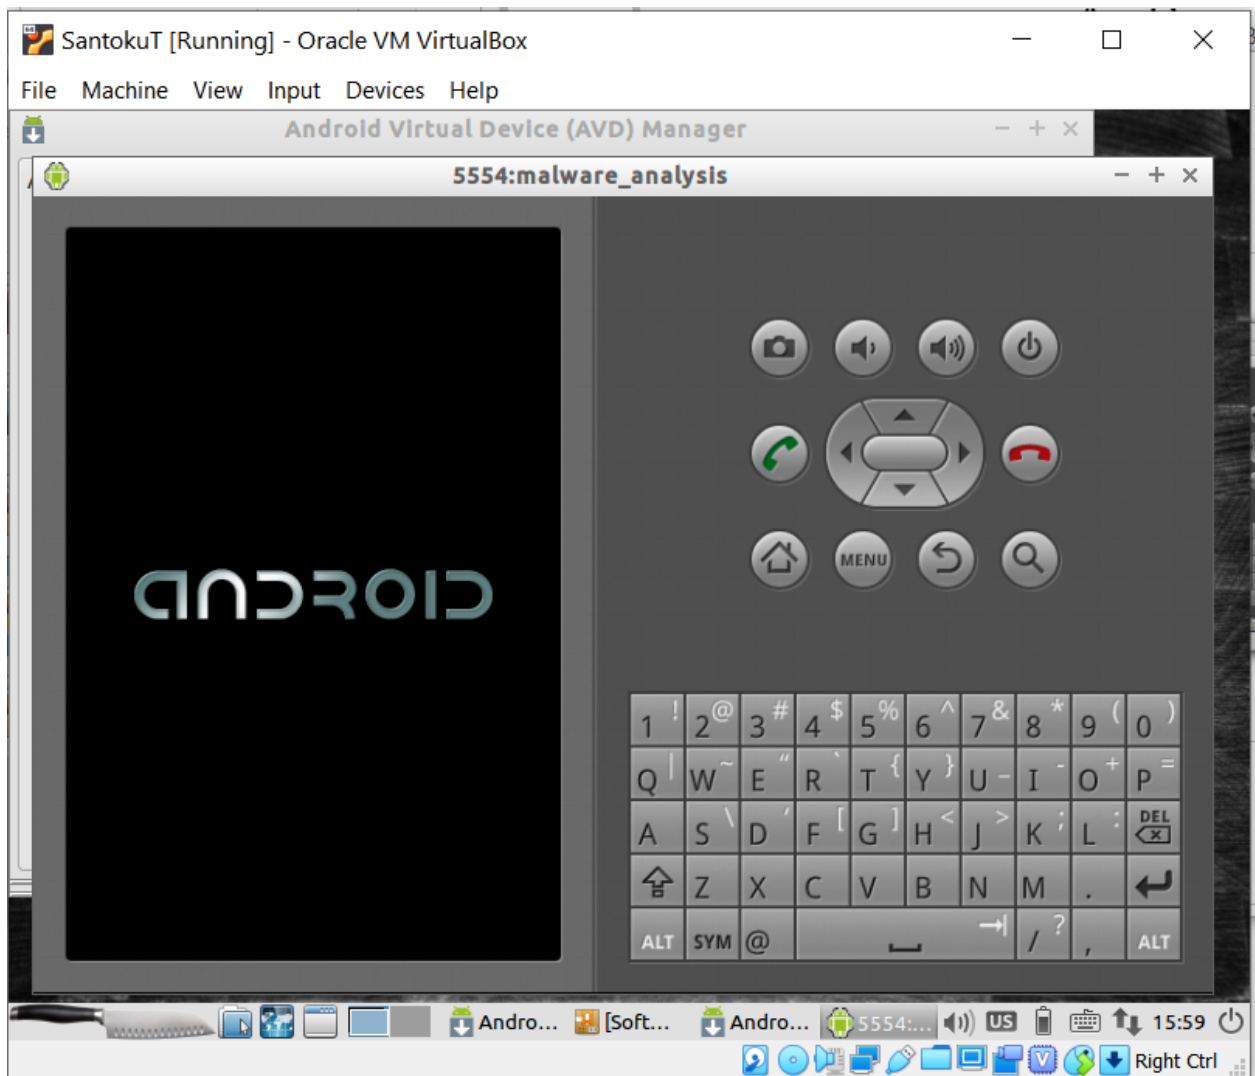 SantokuT [Running] - Oracle VM VirtualBox
File Machine View Input Devices Help
Android Virtual Device (AVD) Manager
5554:malware_analysis
ANDROID
MENU
1 ! 2 @ 3 # 4 $ 5 % 6 ^ 7 & 8 * 9 ( 0 )
Q | W ~ E " R ` T { Y } U _ I - O + P =
A S \ D ' F [ G ] H < J > K ; L : DEL
Z X C V B N M .
ALT SYM @ / ? , ALT
Andro... [Soft... Andro... 5554:... US 15:59
V Right Ctrl